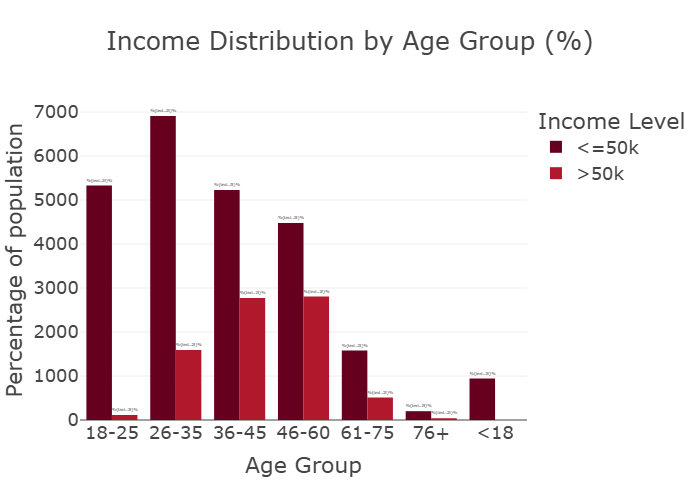 Income Distribution by Age Group (%)
Income Level
<=50k
>50k
Percentage of population
7000
6000
5000
4000
3000
2000
1000
0
18-25
26-35
36-45
46-60
61-75
76+
<18
Age Group